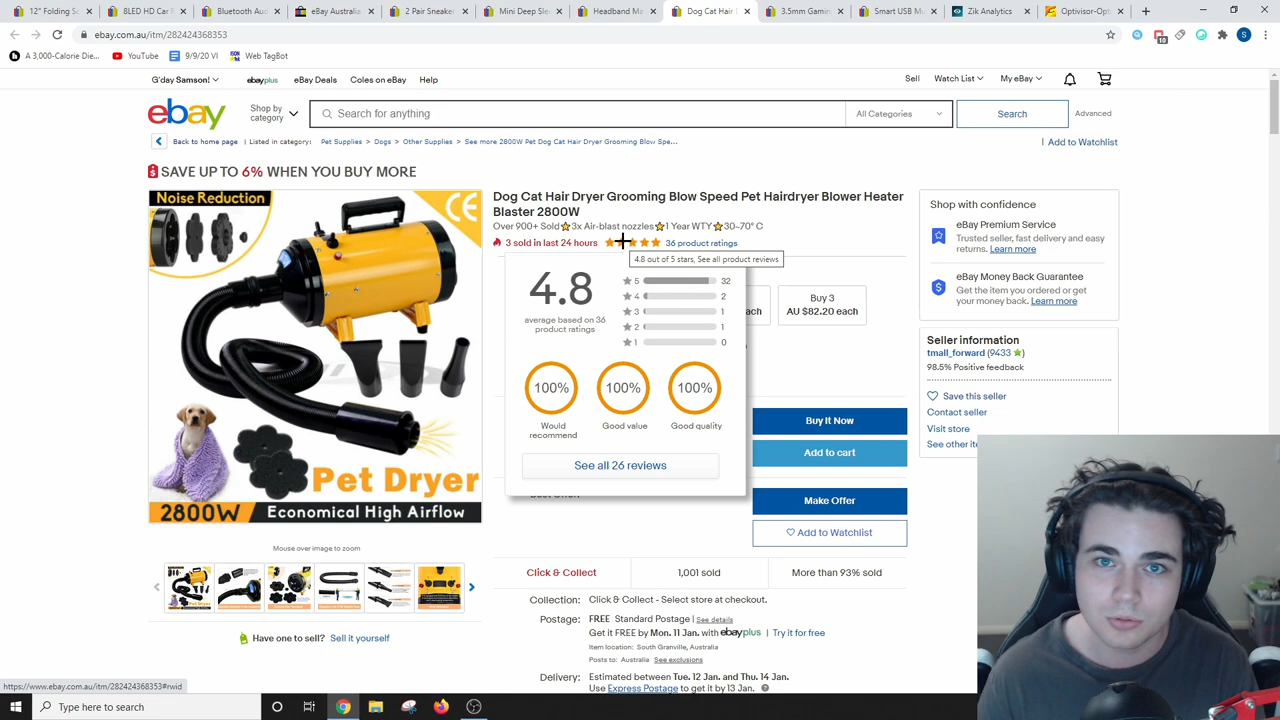 12" Folding S
8LED HD Car R
Bluetooth Aud
eBay Australia
2 Pair Sneaker
Mini Deep Sle
Headband Ma
Dog Cat Hair D
3.5mm Gamin
Smart USB Mo
Zik Analytics
Optivisor-Opt
ebay.com.au/itm/282424368353
10
S
A 3,000-Calorie Die...
YouTube
9/9/20 VI
Web TagBot
G'day Samson!
ebayplus
eBay Deals
Coles on eBay
Help
Sell
Watch List
My eBay
ebay
Shop by
category
Search for anything
All Categories
Search
Advanced
Back to home page
Listed in category:
Pet Supplies
Dogs
Other Supplies
See more 2800W Pet Dog Cat Hair Dryer Grooming Blow Spe...
Add to Watchlist
SAVE UP TO 6% WHEN YOU BUY MORE
Noise Reduction
CE
Pet Dryer
2800W
Economical High Airflow
Mouse over image to zoom
Have one to sell? Sell it yourself
Dog Cat Hair Dryer Grooming Blow Speed Pet Hairdryer Blower Heater
Blaster 2800W
Over 900+ Sold⭐3x Air-blast nozzles⭐1 Year WTY⭐30-70° C
3 sold in last 24 hours
36 product ratings
4.8 out of 5 stars, See all product reviews
4.8
average based on 36
product ratings
5 32
4 2
3 1
2 1
1 0
100%
100%
100%
Would
recommend
Good value
Good quality
See all 26 reviews
ach
Buy 3
AU $82.20 each
Buy It Now
Add to cart
Make Offer
Add to Watchlist
Click & Collect
1,001 sold
More than 93% sold
Collection: Click & Collect - Select store at checkout.
Postage: FREE Standard Postage | See details
Get it FREE by Mon. 11 Jan. with ebayplus | Try it for free
Item location: South Granville, Australia
Posts to: Australia See exclusions
Delivery: Estimated between Tue. 12 Jan. and Thu. 14 Jan.
Use Express Postage to get it by 13 Jan.
Shop with confidence
eBay Premium Service
Trusted seller, fast delivery and easy
returns. Learn more
eBay Money Back Guarantee
Get the item you ordered or get
your money back. Learn more
Seller information
tmall_forward (9433
98.5% Positive feedback
Save this seller
Contact seller
Visit store
See other ite
https://www.ebay.com.au/itm/282424368353#rwid
Type here to search